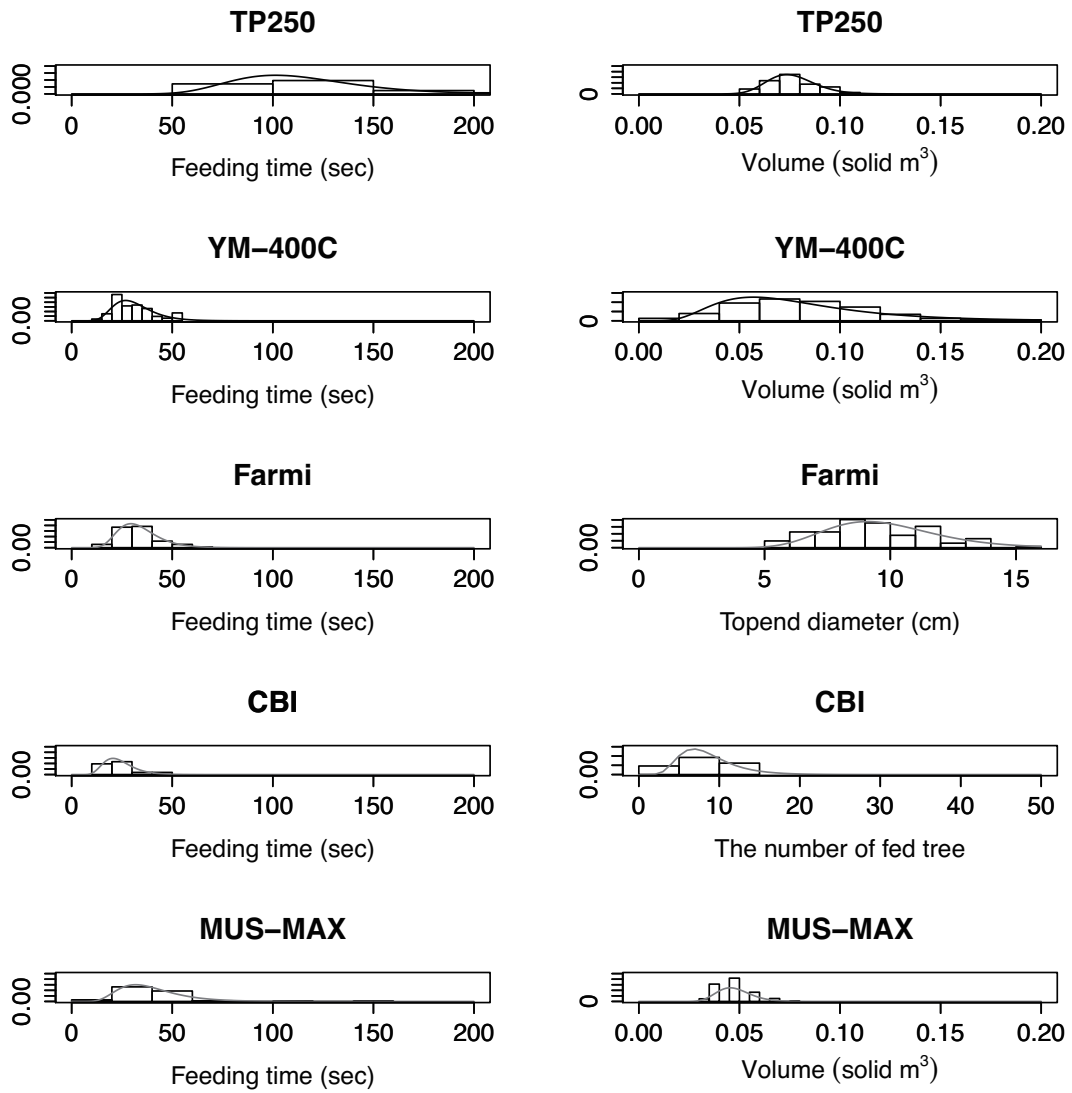 TP250
0.000
0 50 100 150 200
Feeding time (sec)
TP250
0
0.00 0.05 0.10 0.15 0.20
Volume (solid m³)
YM−400C
0.00
0 50 100 150 200
Feeding time (sec)
YM−400C
0
0.00 0.05 0.10 0.15 0.20
Volume (solid m³)
Farmi
0.00
0 50 100 150 200
Feeding time (sec)
Farmi
0.00
0 5 10 15
Topend diameter (cm)
CBI
0.00
0 50 100 150 200
Feeding time (sec)
CBI
0.00
0 10 20 30 40 50
The number of fed tree
MUS−MAX
0.00
0 50 100 150 200
Feeding time (sec)
MUS−MAX
0
0.00 0.05 0.10 0.15 0.20
Volume (solid m³)